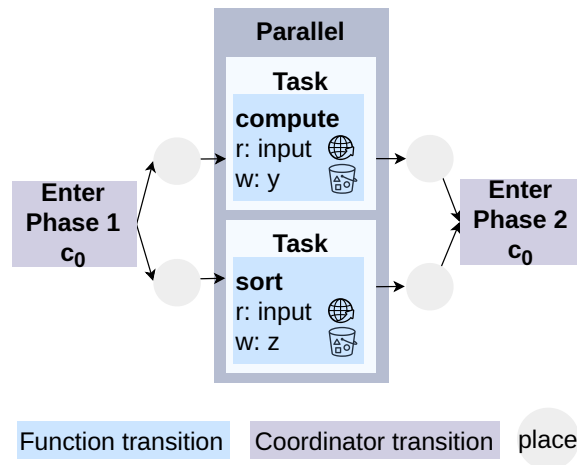 Parallel
Task
compute
r: input
w: y
Enter
Phase 1
c₀
Enter
Phase 2
c₀
Task
sort
r: input
w: z
Function transition
Coordinator transition
place